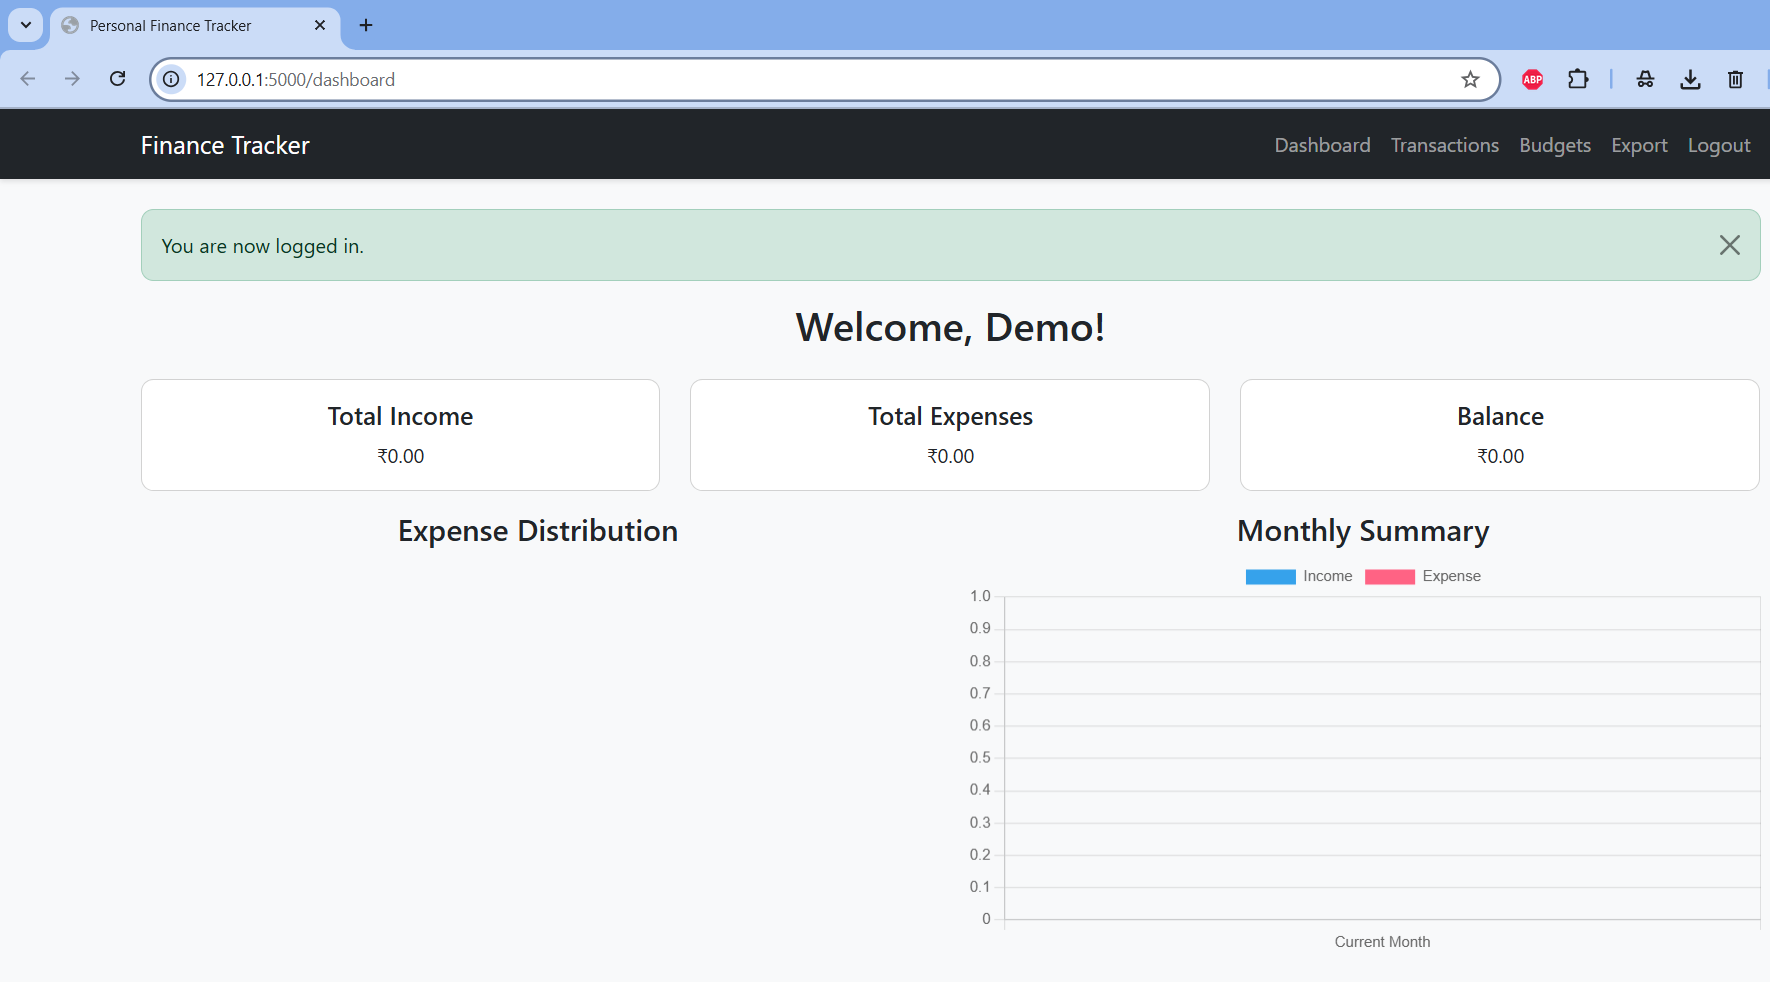 Personal Finance Tracker
127.0.0.1:5000/dashboard
ABP
Finance Tracker
Dashboard Transactions Budgets Export Logout
You are now logged in.
Welcome, Demo!
Total Income
₹0.00
Total Expenses
₹0.00
Balance
₹0.00
Expense Distribution
Monthly Summary
Income Expense
1.0
0.9
0.8
0.7
0.6
0.5
0.4
0.3
0.2
0.1
0
Current Month